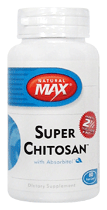 NATURAL
MAX
SUPER
CHITOSAN
with Absorbitol
Dietary Supplement